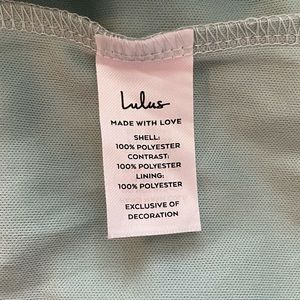 Lulus
MADE WITH LOVE
SHELL:
100% POLYESTER
CONTRAST:
100% POLYESTER
LINING:
100% POLYESTER
EXCLUSIVE OF
DECORATION